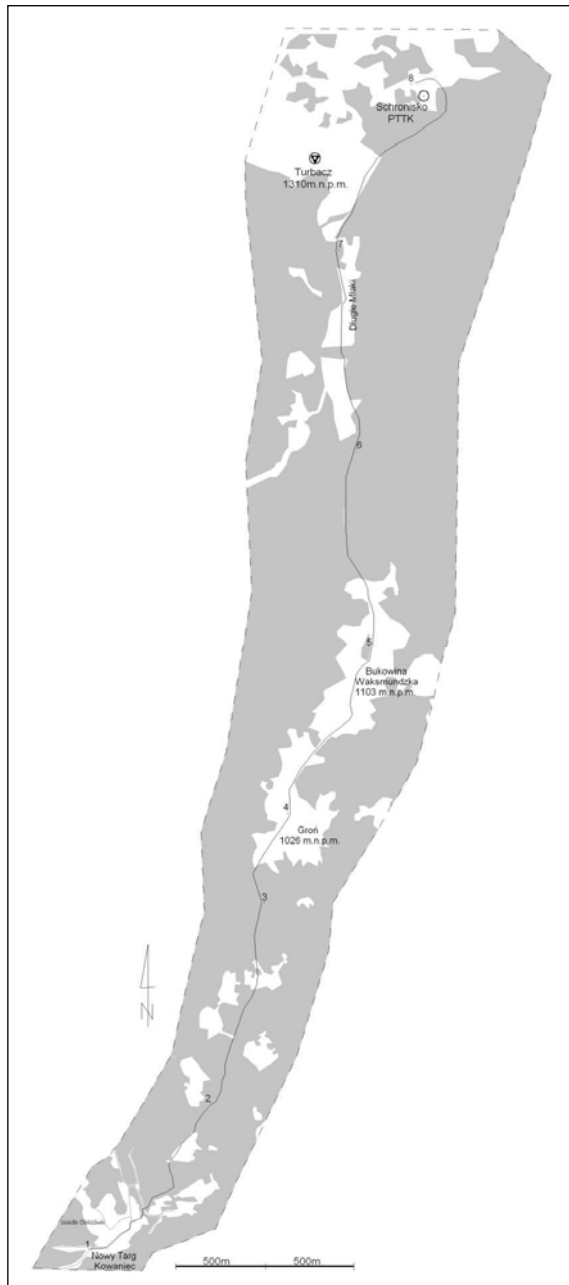 8
Schronisko
PTTK
Turbacz
1310m.n.p.m.
7
Długie Młaki
6
5
Bukowina
Waksmundzka
1103 m n.p.m.
4
Groń
1026 m.n.p.m.
3
N
2
1
Nowy Targ
Kowaniec
500m 500m